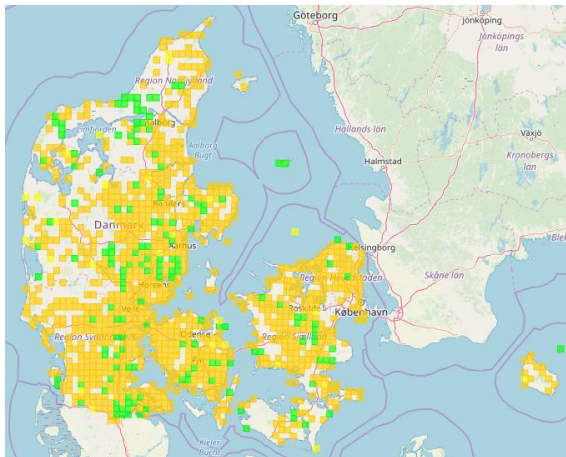 Göteborg
Jönköping
Jönköpings
län
Region Nordjylland
Aalborg
Limfjorden
Aalborg
Bugt
Hallands län
Växjö
Kronobergs
län
Halmstad
Randers
Danmark
Aarhus
Helsingborg
Horsens
Region Hovedstaden
Skåne län
Vejle
Roskilde
København
Odense
Region Sjælland
Region Syddanmark
Fyn
Kieler
Bucht